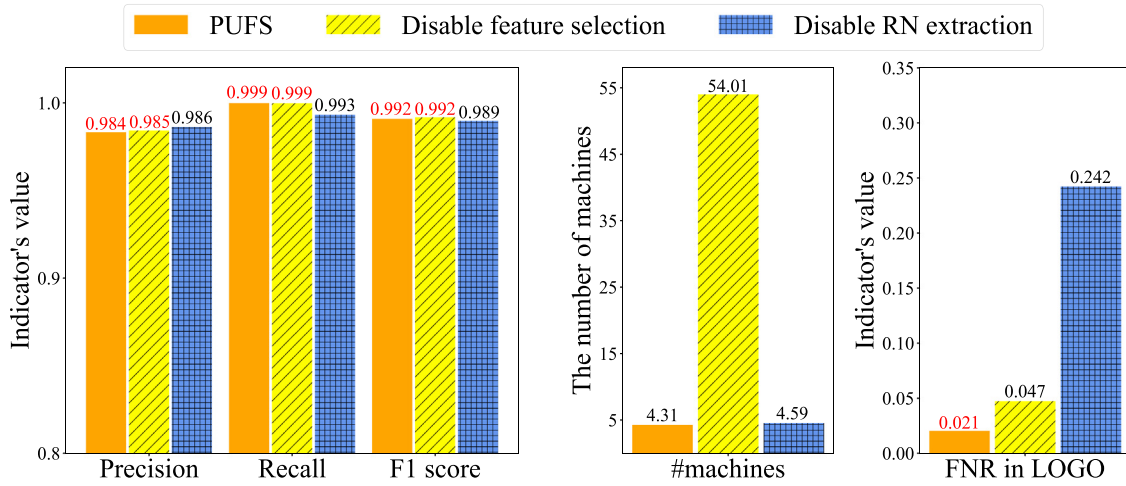 PUFS Disable feature selection Disable RN extraction
Indicator's value
1.0
0.9
0.8
0.984 0.985 0.986
0.999 0.999 0.993
0.992 0.992 0.989
Precision Recall F1 score
The number of machines
55
45
35
25
15
5
4.31 54.01 4.59
#machines
Indicator's value
0.35
0.30
0.25
0.20
0.15
0.10
0.05
0.00
0.021 0.047 0.242
FNR in LOGO